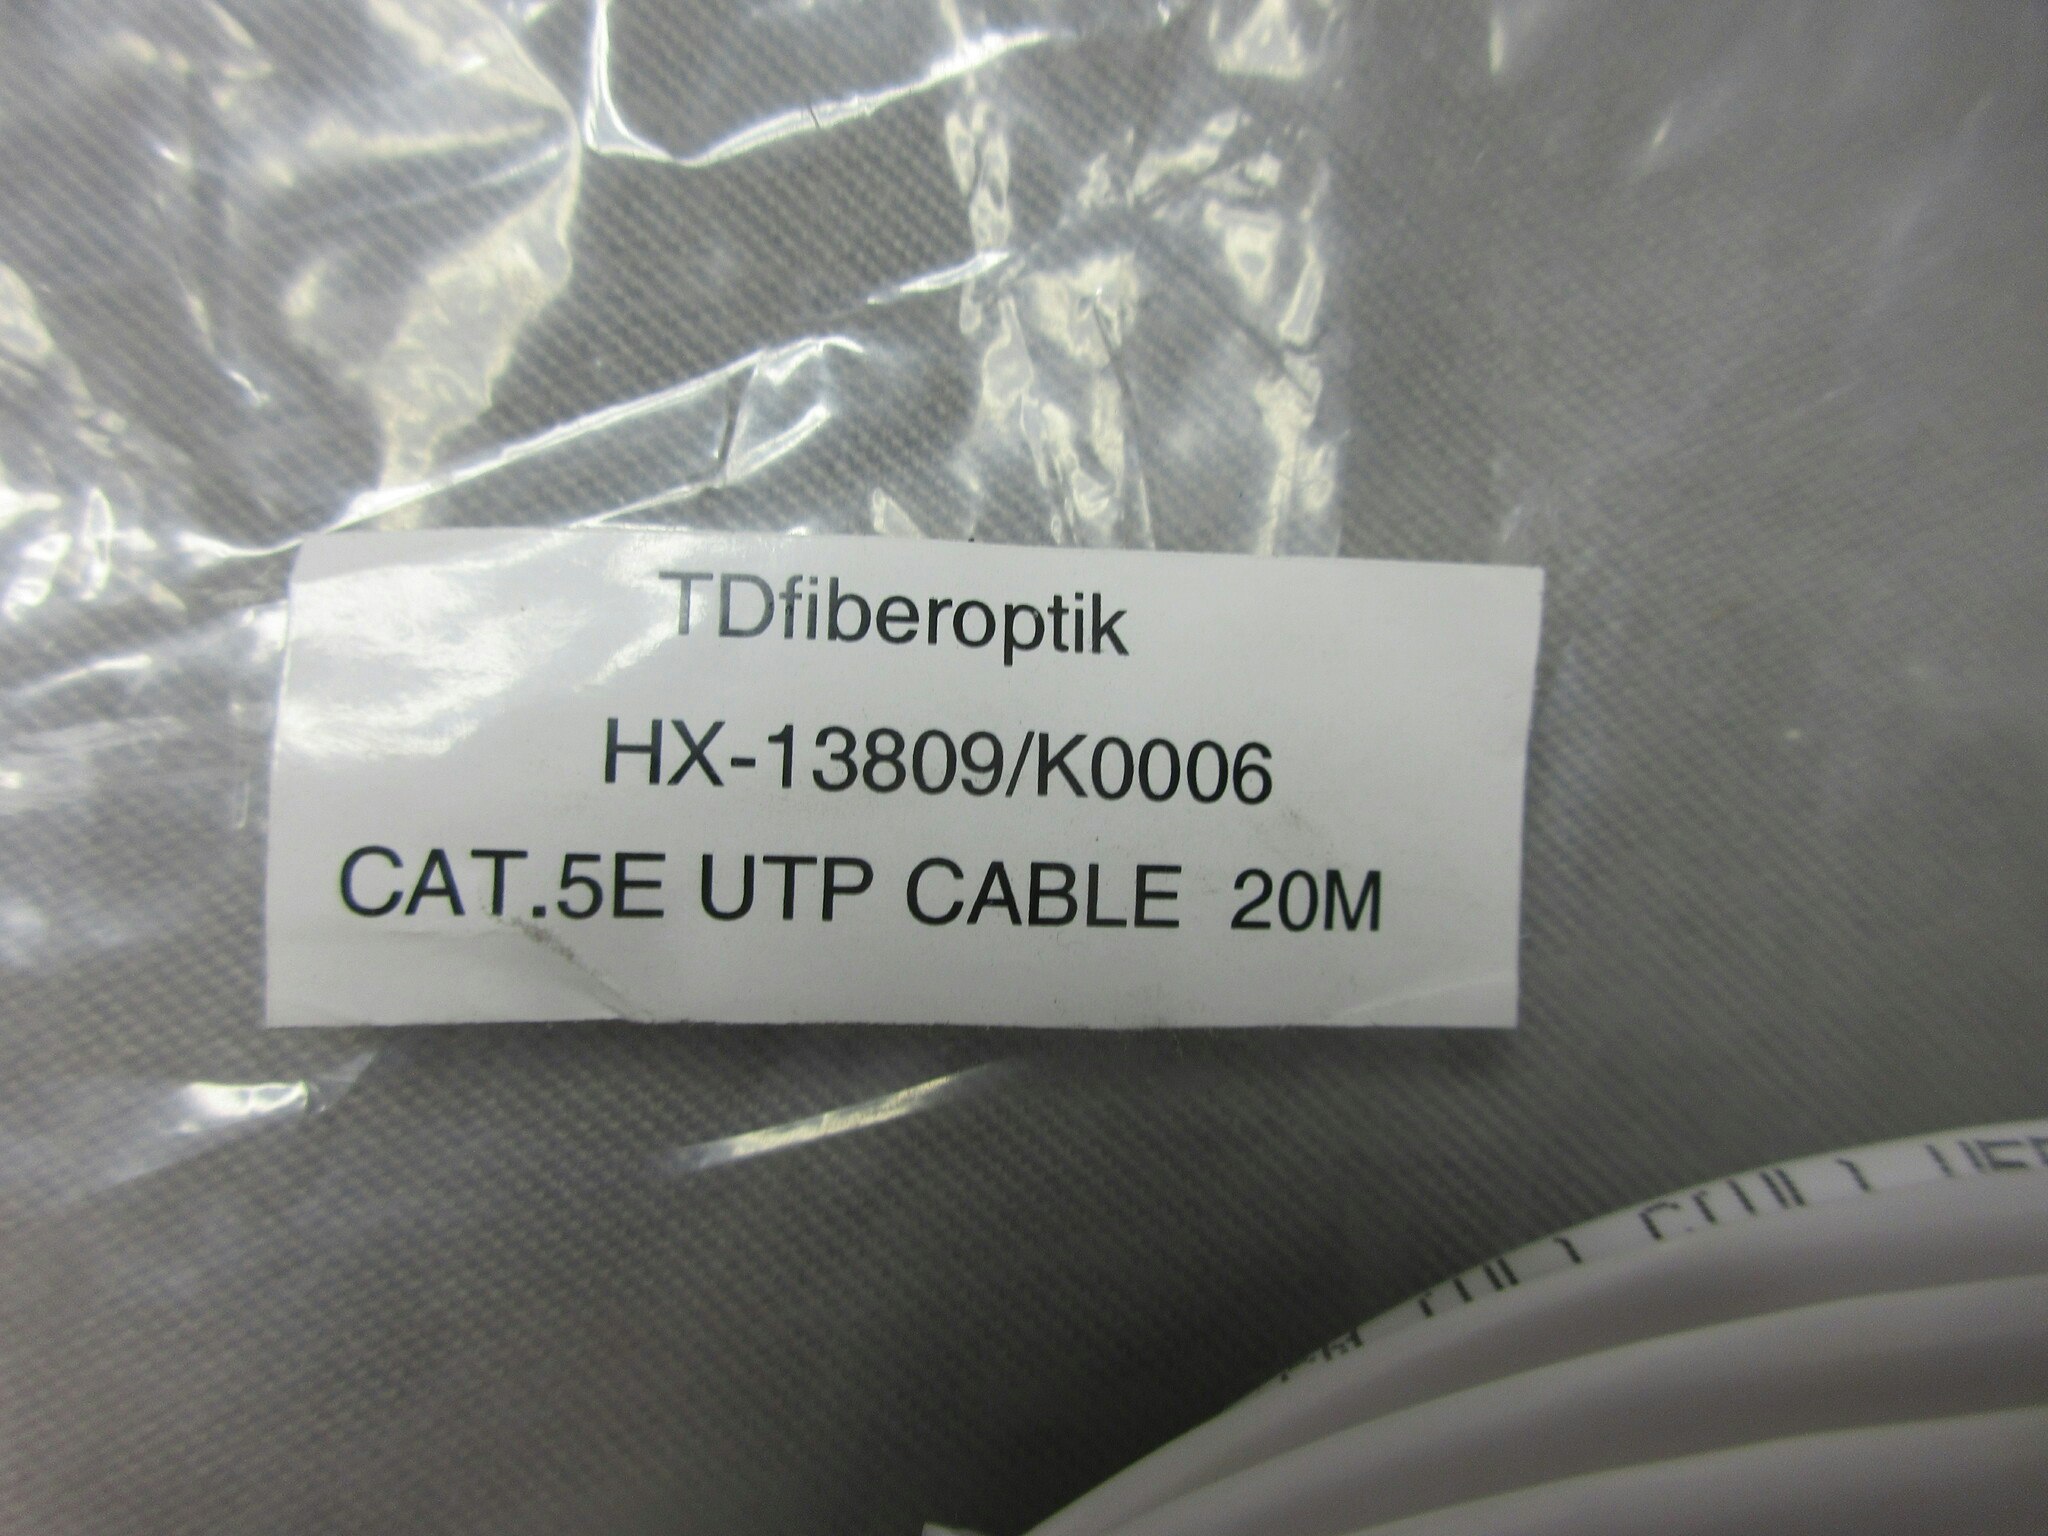 TDfiberoptik
HX-13809/K0006
CAT.5E UTP CABLE 20M